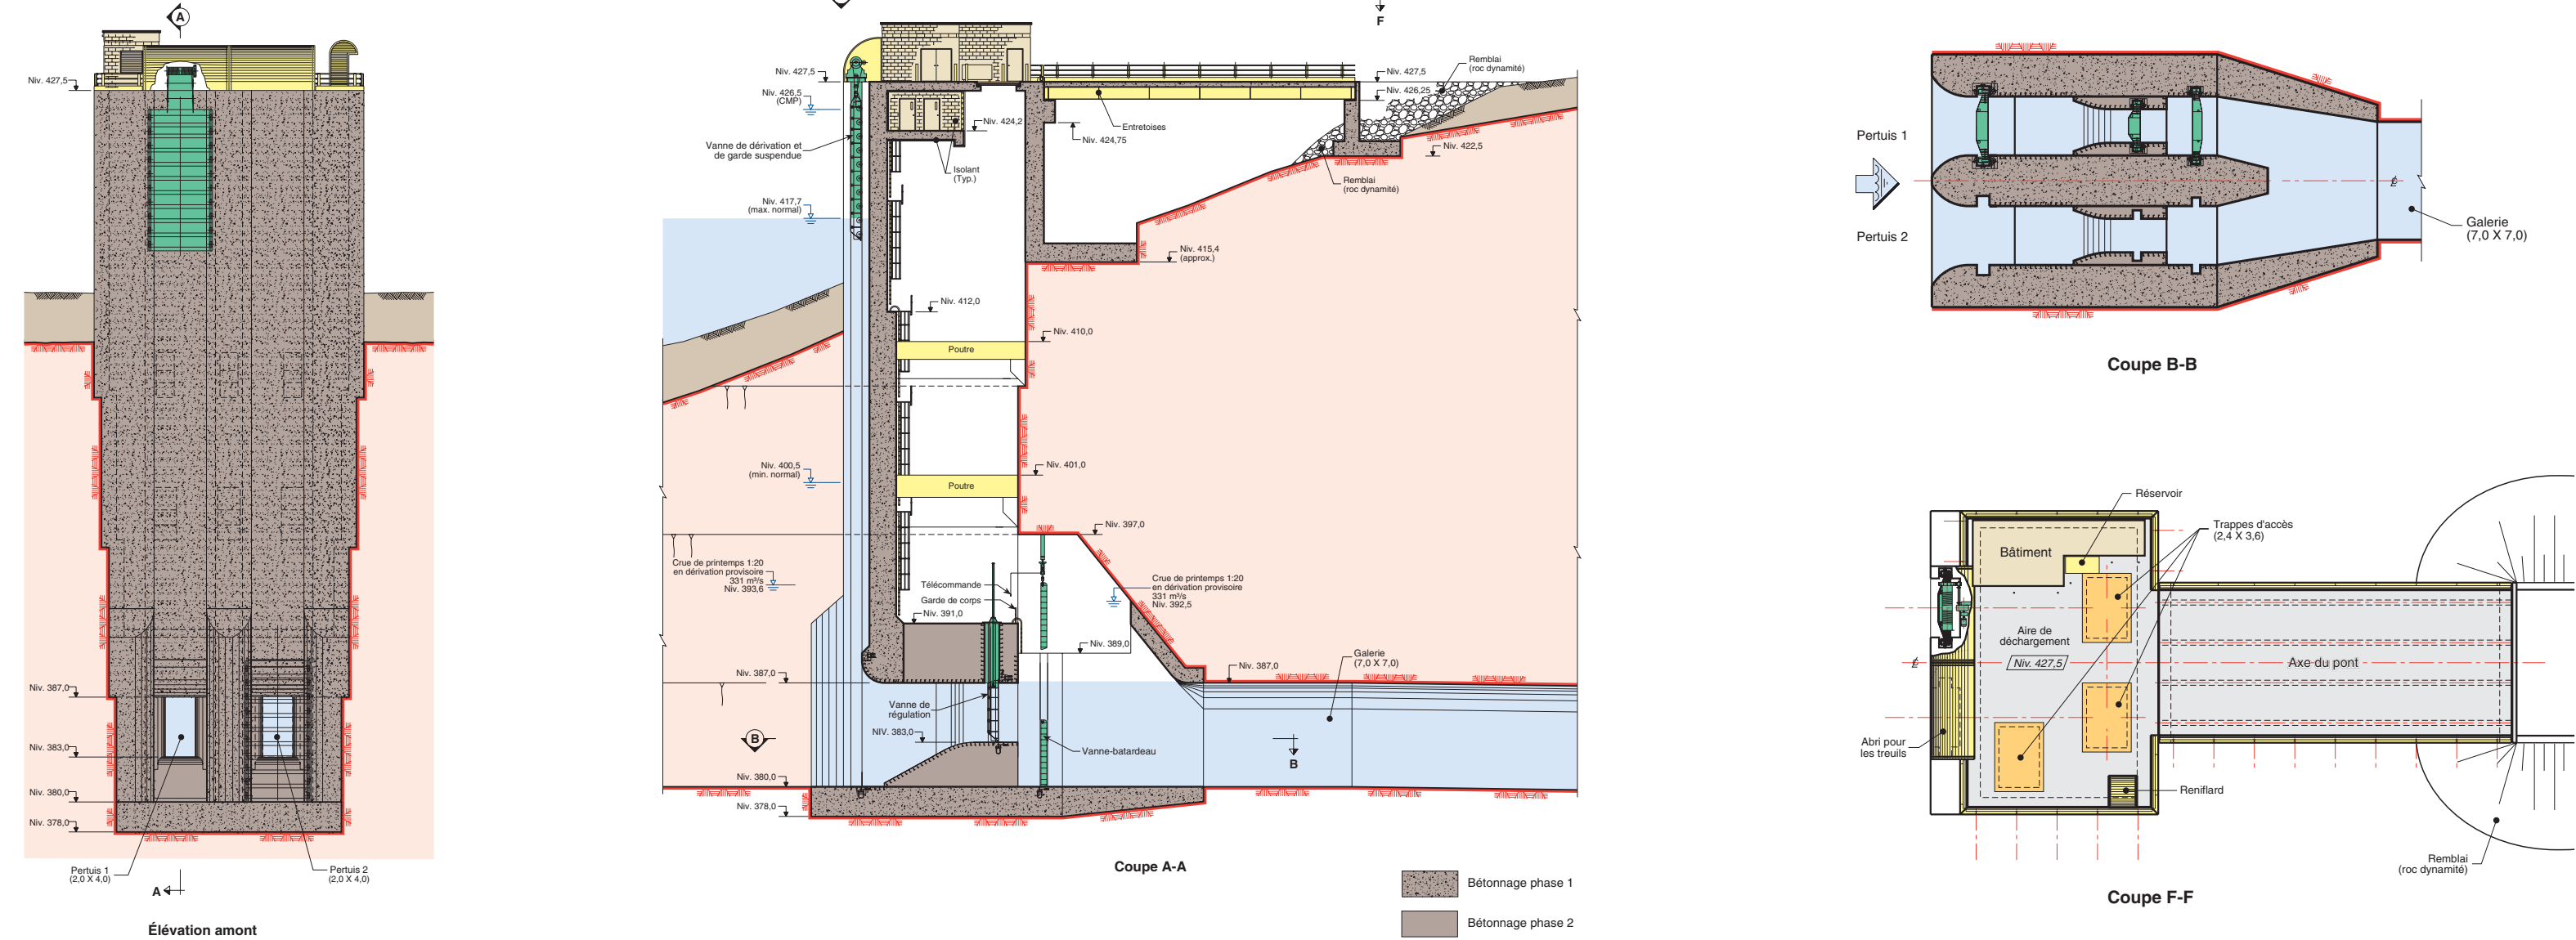 A
Niv. 427,5
Niv. 387,0
Niv. 383,0
Niv. 380,0
Niv. 378,0
Pertuis 1
(2,0 X 4,0)
Pertuis 2
(2,0 X 4,0)
A
Élévation amont
F
Niv. 427,5
Niv. 426,5
(CMP)
Vanne de dérivation et
de garde suspendue
Niv. 417,7
(max. normal)
Niv. 424,2
Isolant
(Typ.)
Niv. 424,75
Entretoises
Niv. 427,5
Niv. 426,25
Remblai
(roc dynamité)
Niv. 422,5
Remblai
(roc dynamité)
Niv. 415,4
(approx.)
Niv. 412,0
Niv. 410,0
Poutre
Niv. 400,5
(min. normal)
Niv. 401,0
Poutre
Niv. 397,0
Crue de printemps 1:20
en dérivation provisoire
331 m³/s
Niv. 393,6
Télécommande
Garde de corps
Niv. 391,0
Crue de printemps 1:20
en dérivation provisoire
331 m³/s
Niv. 392,5
Niv. 389,0
Niv. 387,0
Niv. 387,0
Galerie
(7,0 X 7,0)
Vanne de
régulation
NIV. 383,0
B
Vanne-batardeau
B
Niv. 380,0
Niv. 378,0
Coupe A-A
Bétonnage phase 1
Bétonnage phase 2
Pertuis 1
Pertuis 2
Galerie
(7,0 X 7,0)
Coupe B-B
Réservoir
Trappes d'accès
(2,4 X 3,6)
Bâtiment
Aire de
déchargement
Niv. 427,5
Axe du pont
Abri pour
les treuils
Reniflard
Remblai
(roc dynamité)
Coupe F-F